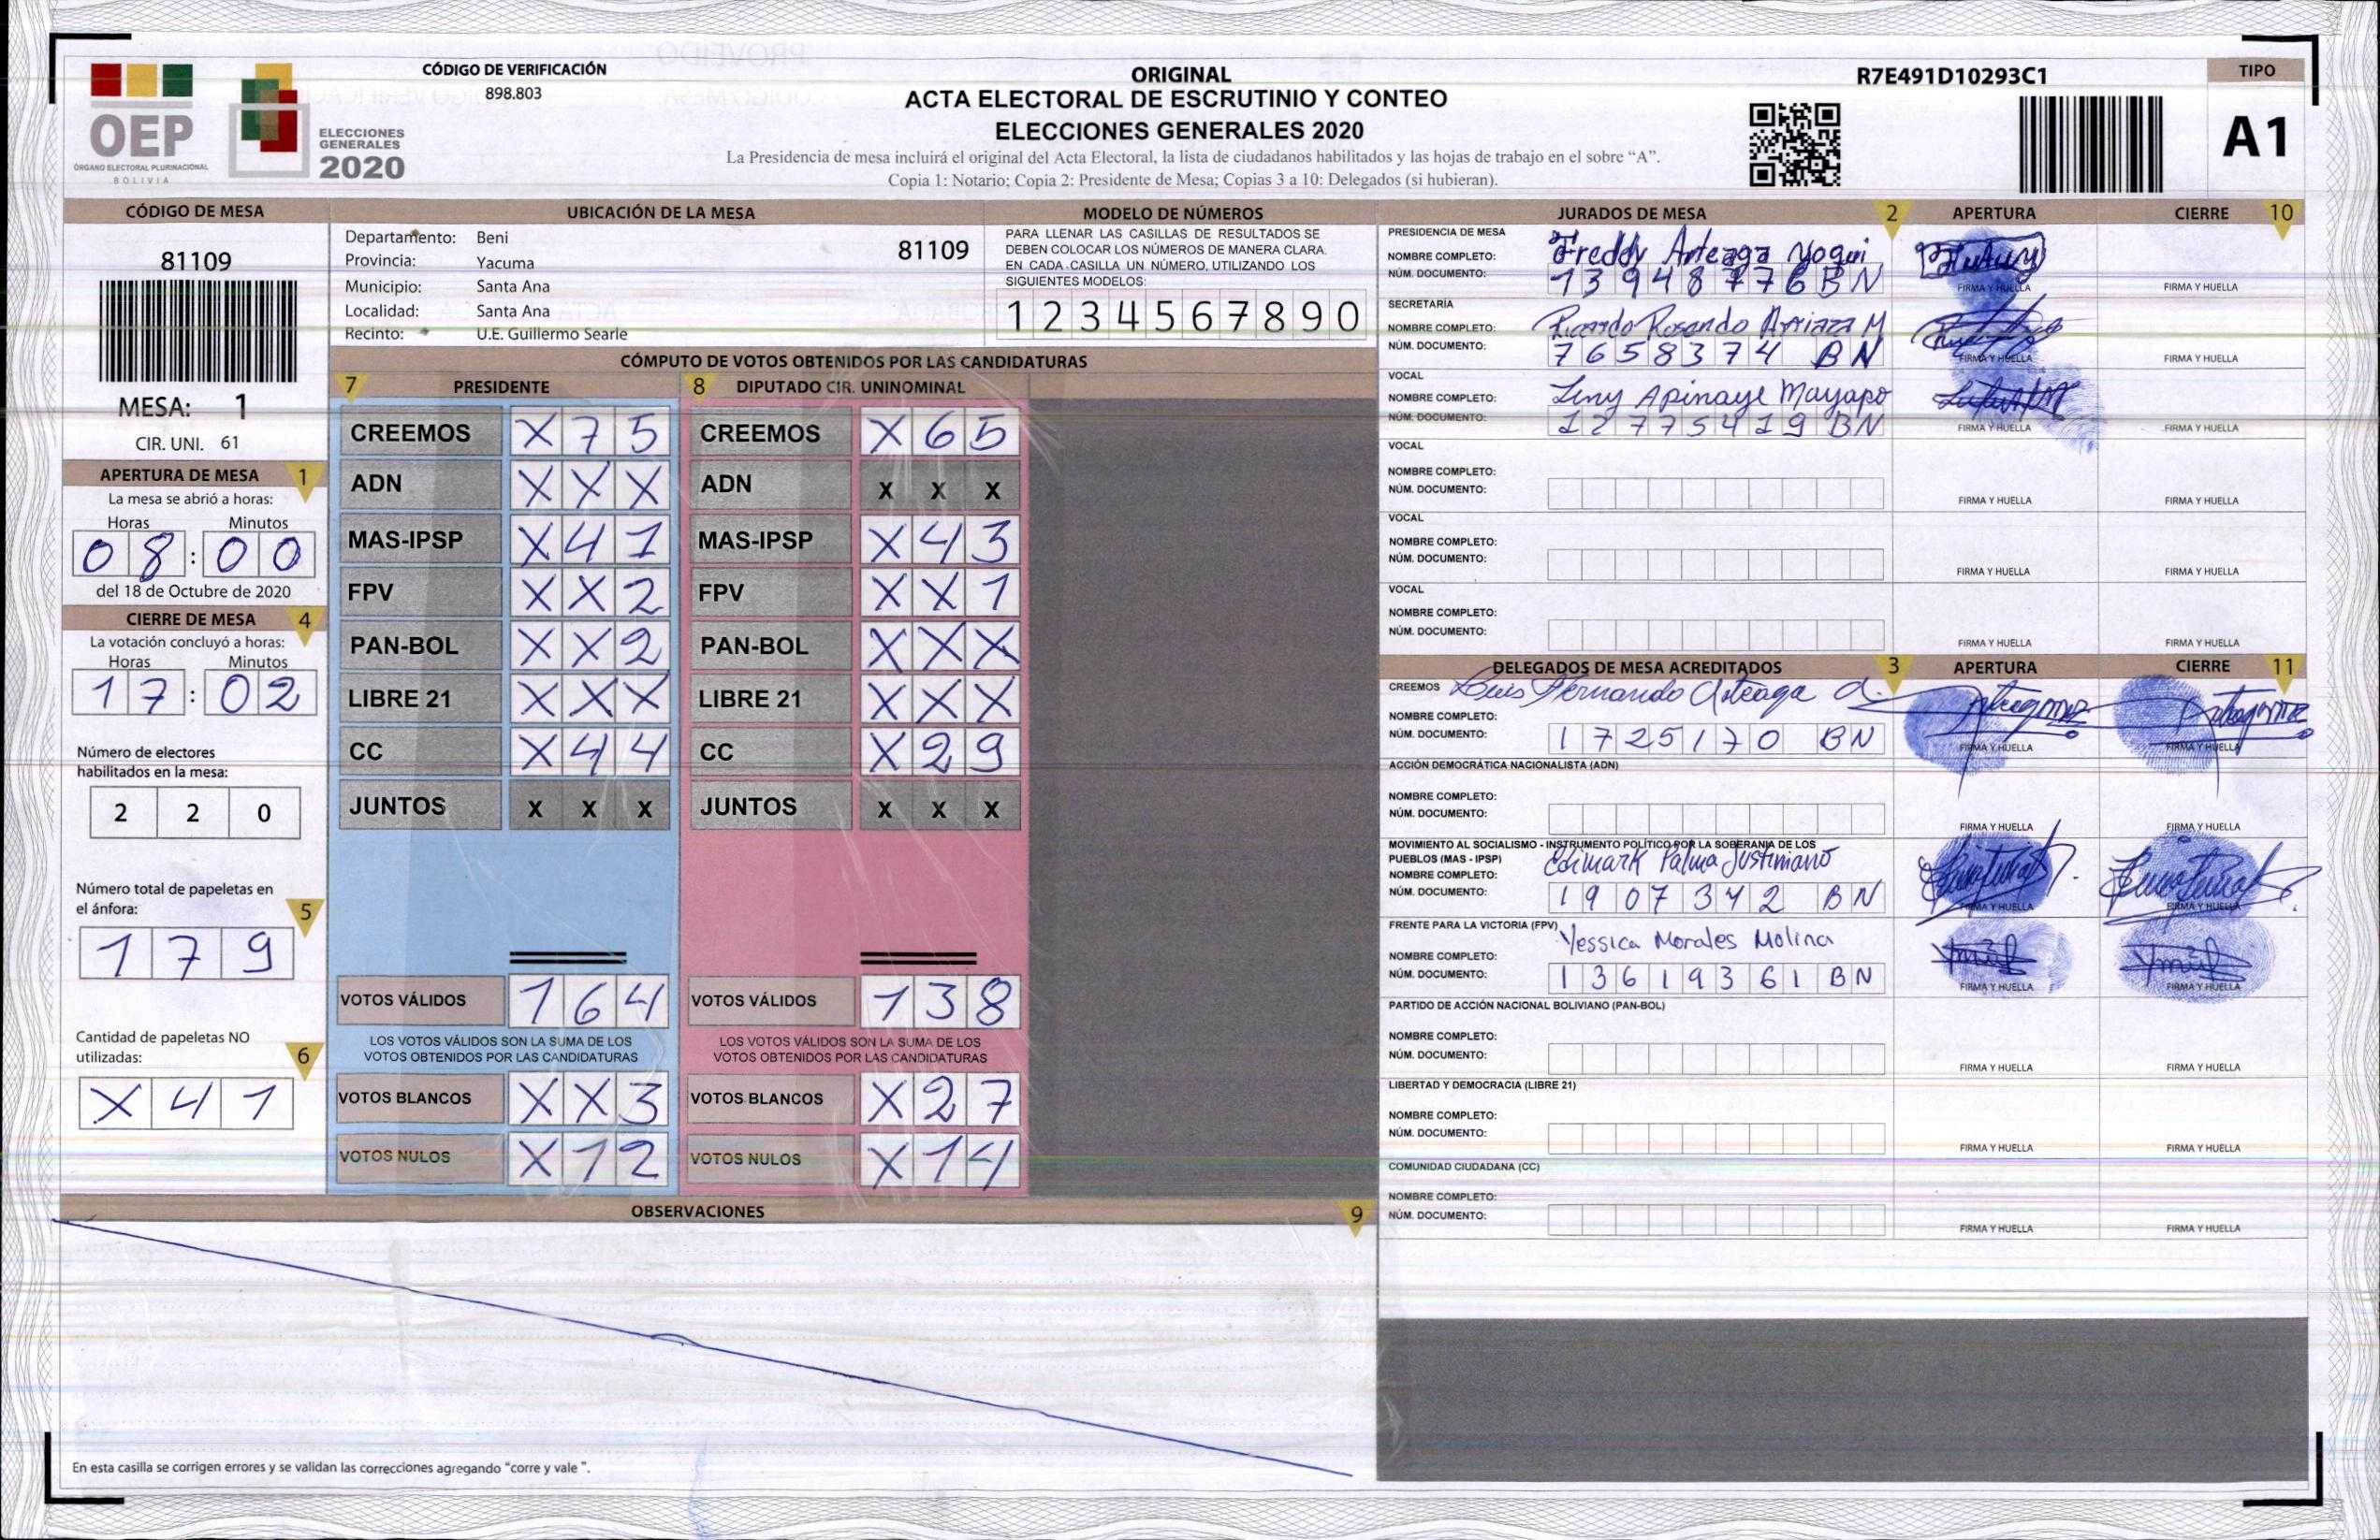 CÓDIGO DE VERIFICACIÓN
898.803
OEP
ÓRGANO ELECTORAL PLURINACIONAL
BOLIVIA
ELECCIONES
GENERALES
2020
ORIGINAL
ACTA ELECTORAL DE ESCRUTINIO Y CONTEO
ELECCIONES GENERALES 2020
La Presidencia de mesa incluirá el original del Acta Electoral, la lista de ciudadanos habilitados y las hojas de trabajo en el sobre “A”.
Copia 1: Notario; Copia 2: Presidente de Mesa; Copias 3 a 10: Delegados (si hubieran).
R7E491D10293C1
TIPO
A1
CÓDIGO DE MESA
81109
MESA: 1
CIR. UNI. 61
APERTURA DE MESA 1
La mesa se abrió a horas:
Horas Minutos
08:00
del 18 de Octubre de 2020
CIERRE DE MESA 4
La votación concluyó a horas:
Horas Minutos
17:02
Número de electores
habilitados en la mesa:
2 2 0
Número total de papeletas en
el ánfora: 5
1 7 9
Cantidad de papeletas NO
utilizadas: 6
X 4 1
UBICACIÓN DE LA MESA
Departamento: Beni 81109
Provincia: Yacuma
Municipio: Santa Ana
Localidad: Santa Ana
Recinto: U.E. Guillermo Searle
MODELO DE NÚMEROS
PARA LLENAR LAS CASILLAS DE RESULTADOS SE
DEBEN COLOCAR LOS NÚMEROS DE MANERA CLARA.
EN CADA CASILLA UN NÚMERO, UTILIZANDO LOS
SIGUIENTES MODELOS:
1 2 3 4 5 6 7 8 9 0
CÓMPUTO DE VOTOS OBTENIDOS POR LAS CANDIDATURAS
7 PRESIDENTE 8 DIPUTADO CIR. UNINOMINAL
CREEMOS X 7 5 CREEMOS X 6 5
ADN X X X ADN X X X
MAS-IPSP X 4 1 MAS-IPSP X 4 3
FPV X X 2 FPV X X 1
PAN-BOL X X 2 PAN-BOL X X X
LIBRE 21 X X X LIBRE 21 X X X
CC X 4 4 CC X 2 9
JUNTOS X X X JUNTOS X X X
VOTOS VÁLIDOS 1 6 4 VOTOS VÁLIDOS 1 3 8
LOS VOTOS VÁLIDOS SON LA SUMA DE LOS LOS VOTOS VÁLIDOS SON LA SUMA DE LOS
VOTOS OBTENIDOS POR LAS CANDIDATURAS VOTOS OBTENIDOS POR LAS CANDIDATURAS
VOTOS BLANCOS X X 3 VOTOS BLANCOS X 2 7
VOTOS NULOS X 1 2 VOTOS NULOS X 1 4
OBSERVACIONES 9
En esta casilla se corrigen errores y se validan las correcciones agregando “corre y vale ”.
JURADOS DE MESA 2 APERTURA CIERRE 10
PRESIDENCIA DE MESA
NOMBRE COMPLETO: Freddy Arteaga Yoqui
NÚM. DOCUMENTO: 13948776BN FIRMA Y HUELLA FIRMA Y HUELLA
SECRETARÍA
NOMBRE COMPLETO: Ricardo Rosendo Arriaza M
NÚM. DOCUMENTO: 7658374 BN FIRMA Y HUELLA FIRMA Y HUELLA
VOCAL
NOMBRE COMPLETO: Leny Apinaye Mayapo
NÚM. DOCUMENTO: 12775419BN FIRMA Y HUELLA FIRMA Y HUELLA
VOCAL
NOMBRE COMPLETO:
NÚM. DOCUMENTO: FIRMA Y HUELLA FIRMA Y HUELLA
VOCAL
NOMBRE COMPLETO:
NÚM. DOCUMENTO: FIRMA Y HUELLA FIRMA Y HUELLA
VOCAL
NOMBRE COMPLETO:
NÚM. DOCUMENTO: FIRMA Y HUELLA FIRMA Y HUELLA
DELEGADOS DE MESA ACREDITADOS 3 APERTURA CIERRE 11
CREEMOS Luis Hernando Arteaga
NOMBRE COMPLETO:
NÚM. DOCUMENTO: 1725170 BN FIRMA Y HUELLA FIRMA Y HUELLA
ACCIÓN DEMOCRÁTICA NACIONALISTA (ADN)
NOMBRE COMPLETO:
NÚM. DOCUMENTO: FIRMA Y HUELLA FIRMA Y HUELLA
MOVIMIENTO AL SOCIALISMO - INSTRUMENTO POLÍTICO POR LA SOBERANIA DE LOS
PUEBLOS (MAS - IPSP) Edimark Palma Justiniano
NOMBRE COMPLETO:
NÚM. DOCUMENTO: 1907342 BN FIRMA Y HUELLA FIRMA Y HUELLA
FRENTE PARA LA VICTORIA (FPV) Yessica Morales Molina
NOMBRE COMPLETO:
NÚM. DOCUMENTO: 13619361BN FIRMA Y HUELLA FIRMA Y HUELLA
PARTIDO DE ACCIÓN NACIONAL BOLIVIANO (PAN-BOL)
NOMBRE COMPLETO:
NÚM. DOCUMENTO: FIRMA Y HUELLA FIRMA Y HUELLA
LIBERTAD Y DEMOCRACIA (LIBRE 21)
NOMBRE COMPLETO:
NÚM. DOCUMENTO: FIRMA Y HUELLA FIRMA Y HUELLA
COMUNIDAD CIUDADANA (CC)
NOMBRE COMPLETO:
NÚM. DOCUMENTO: FIRMA Y HUELLA FIRMA Y HUELLA